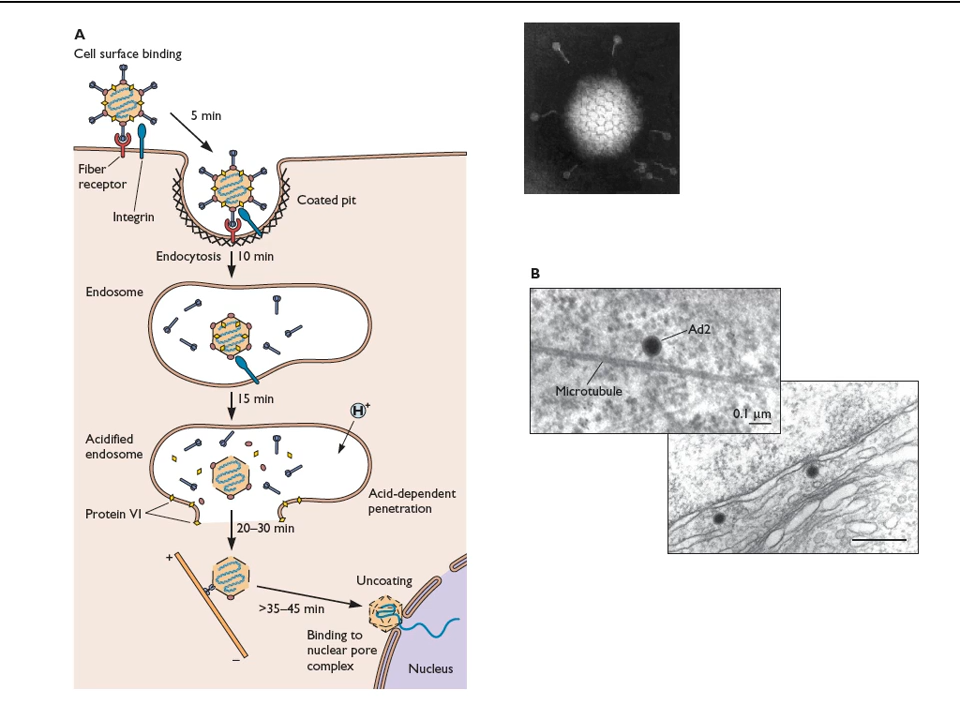 A
Cell surface binding
5 min
Fiber
receptor
Integrin
Coated pit
Endocytosis
10 min
Endosome
15 min
H+
Acidified
endosome
Acid-dependent
penetration
Protein VI
20–30 min
+
–
>35–45 min
Uncoating
Binding to
nuclear pore
complex
Nucleus
B
Ad2
Microtubule
0.1 µm